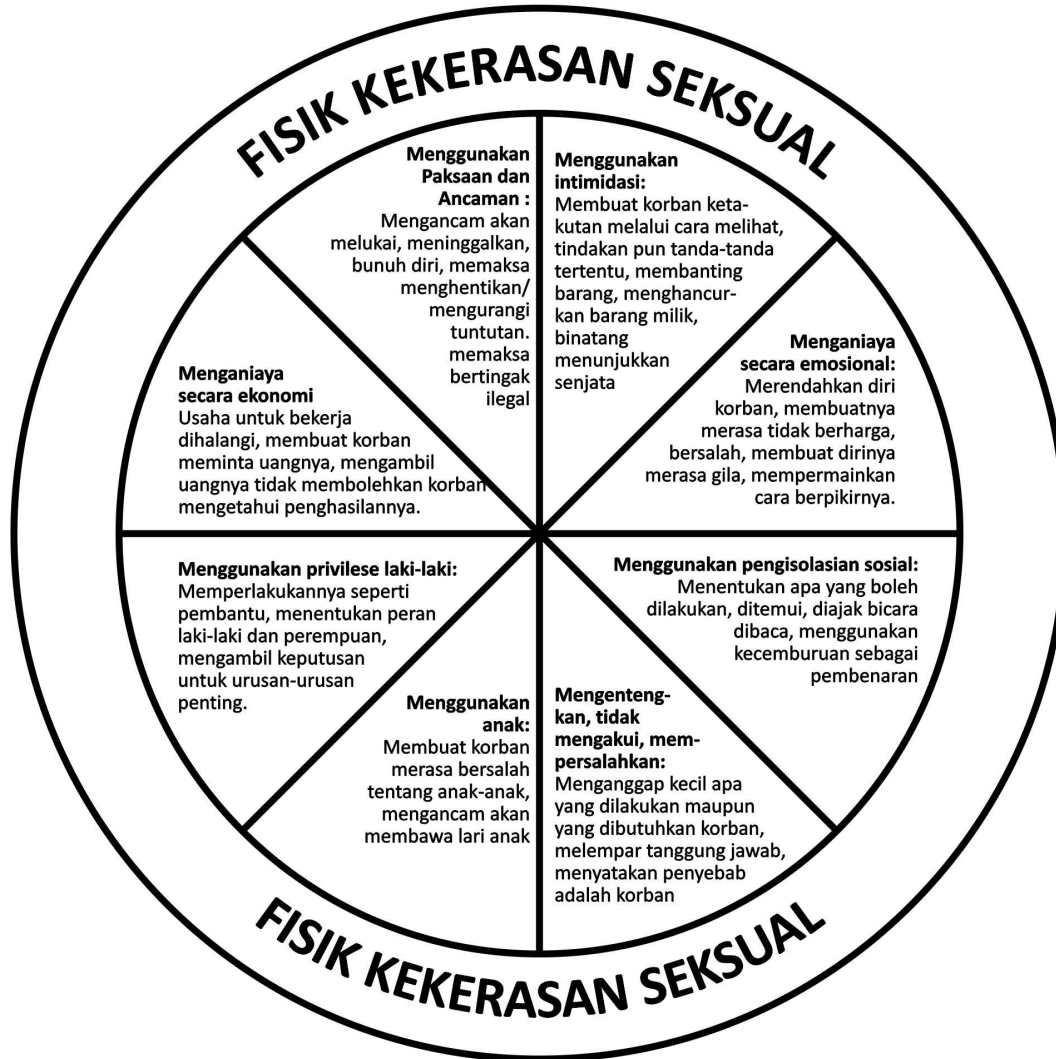 FISIK KEKERASAN SEKSUAL
Menggunakan
Paksaan dan
Ancaman :
Mengancam akan
melukai, meninggalkan,
bunuh diri, memaksa
menghentikan/
mengurangi
tuntutan.
memaksa
bertingak
ilegal
Menggunakan
intimidasi:
Membuat korban keta-
kutan melalui cara melihat,
tindakan pun tanda-tanda
tertentu, membanting
barang, menghancur-
kan barang milik,
binatang
menunjukkan
senjata
Menganiaya
secara emosional:
Merendahkan diri
korban, membuatnya
merasa tidak berharga,
bersalah, membuat dirinya
merasa gila, mempermainkan
cara berpikirnya.
Menggunakan pengisolasian sosial:
Menentukan apa yang boleh
dilakukan, ditemui, diajak bicara
dibaca, menggunakan
kecemburuan sebagai
pembenaran
Mengenteng-
kan, tidak
mengakui, mem-
persalahkan:
Menganggap kecil apa
yang dilakukan maupun
yang dibutuhkan korban,
melempar tanggung jawab,
menyatakan penyebab
adalah korban
Menggunakan
anak:
Membuat korban
merasa bersalah
tentang anak-anak,
mengancam akan
membawa lari anak
Menggunakan privilese laki-laki:
Memperlakukannya seperti
pembantu, menentukan peran
laki-laki dan perempuan,
mengambil keputusan
untuk urusan-urusan
penting.
Menganiaya
secara ekonomi
Usaha untuk bekerja
dihalangi, membuat korban
meminta uangnya, mengambil
uangnya tidak membolehkan korban
mengetahui penghasilannya.
FISIK KEKERASAN SEKSUAL